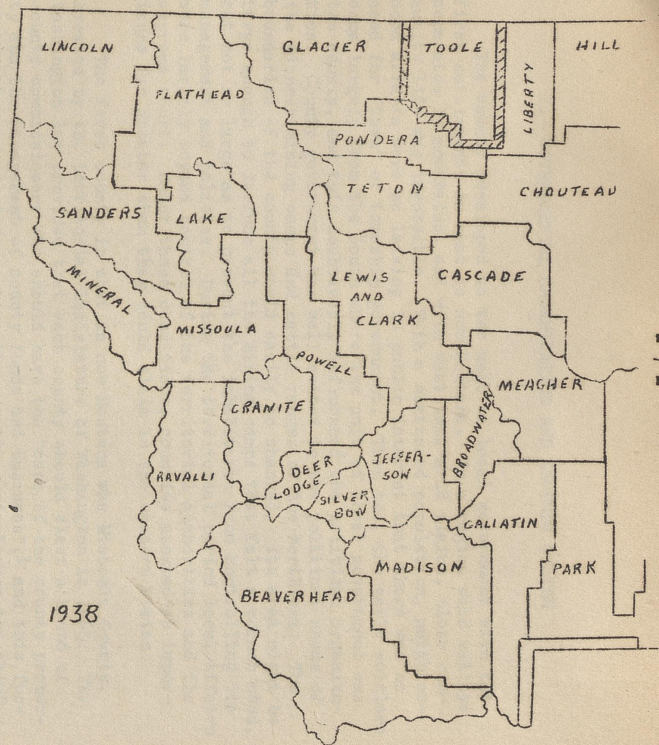 LINCOLN
GLACIER
TOOLE
HILL
LIBERTY
FLATHEAD
PONDERA
TETON
CHOUTEAU
SANDERS
LAKE
LEWIS
AND
CLARK
CASCADE
MINERAL
MISSOULA
POWELL
MEAGHER
GRANITE
BROADWATER
JEFFER-
SON
DEER
LODGE
RAVALLI
SILVER
BOW
GALLATIN
MADISON
PARK
BEAVERHEAD
1938